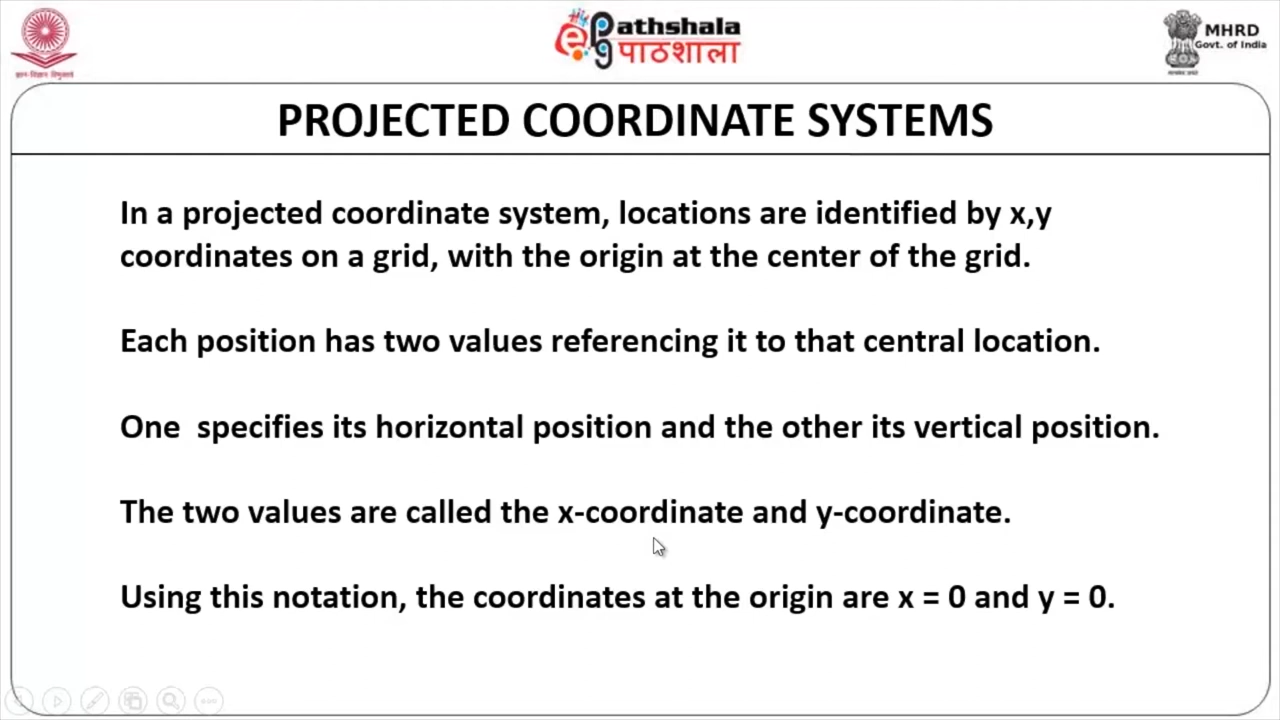 ePG Pathshala
पाठशाला
MHRD
Govt. of India
PROJECTED COORDINATE SYSTEMS
In a projected coordinate system, locations are identified by x,y
coordinates on a grid, with the origin at the center of the grid.
Each position has two values referencing it to that central location.
One specifies its horizontal position and the other its vertical position.
The two values are called the x-coordinate and y-coordinate.
Using this notation, the coordinates at the origin are x = 0 and y = 0.